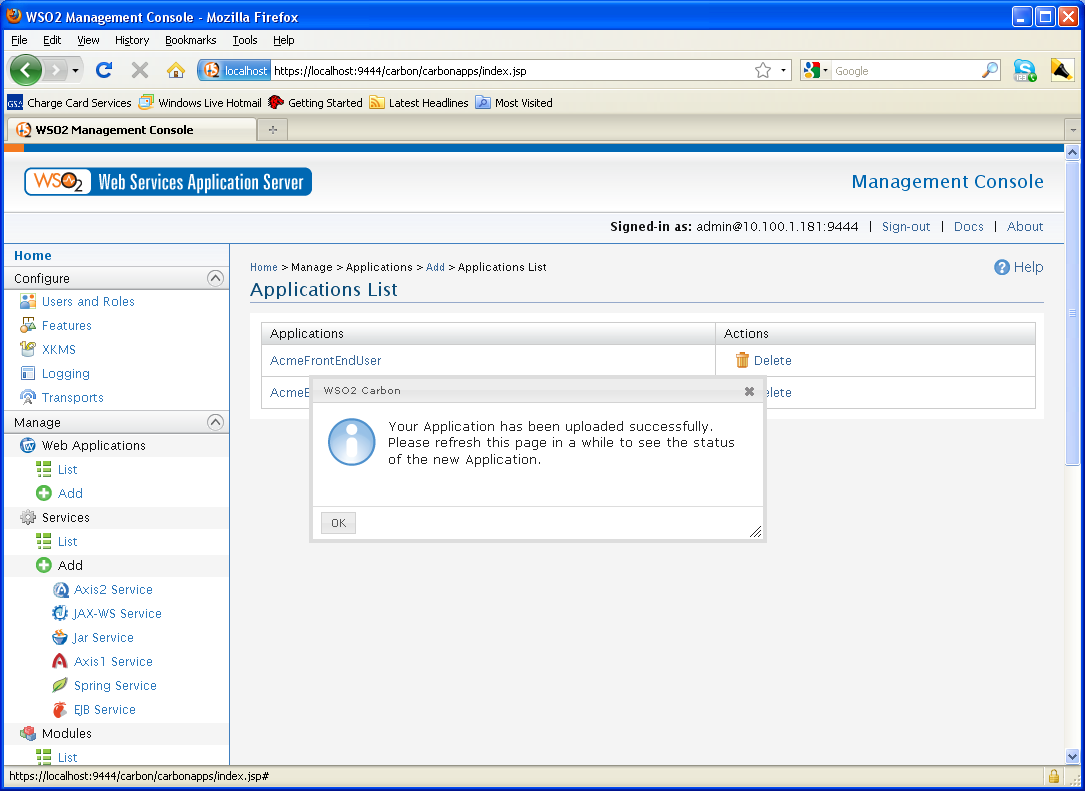 WSO2 Management Console - Mozilla Firefox
File Edit View History Bookmarks Tools Help
localhost https://localhost:9444/carbon/carbonapps/index.jsp Google
GSA Charge Card Services Windows Live Hotmail Getting Started Latest Headlines Most Visited
WSO2 Management Console
WSO2 Web Services Application Server
Management Console
Signed-in as: admin@10.100.1.181:9444 | Sign-out | Docs | About
Home
Configure
Users and Roles
Features
XKMS
Logging
Transports
Manage
Web Applications
List
Add
Services
List
Add
Axis2 Service
JAX-WS Service
Jar Service
Axis1 Service
Spring Service
EJB Service
Modules
List
Home > Manage > Applications > Add > Applications List
Help
Applications List
Applications Actions
AcmeFrontEndUser Delete
WSO2 Carbon
Your Application has been uploaded successfully.
Please refresh this page in a while to see the status
of the new Application.
OK
https://localhost:9444/carbon/carbonapps/index.jsp#